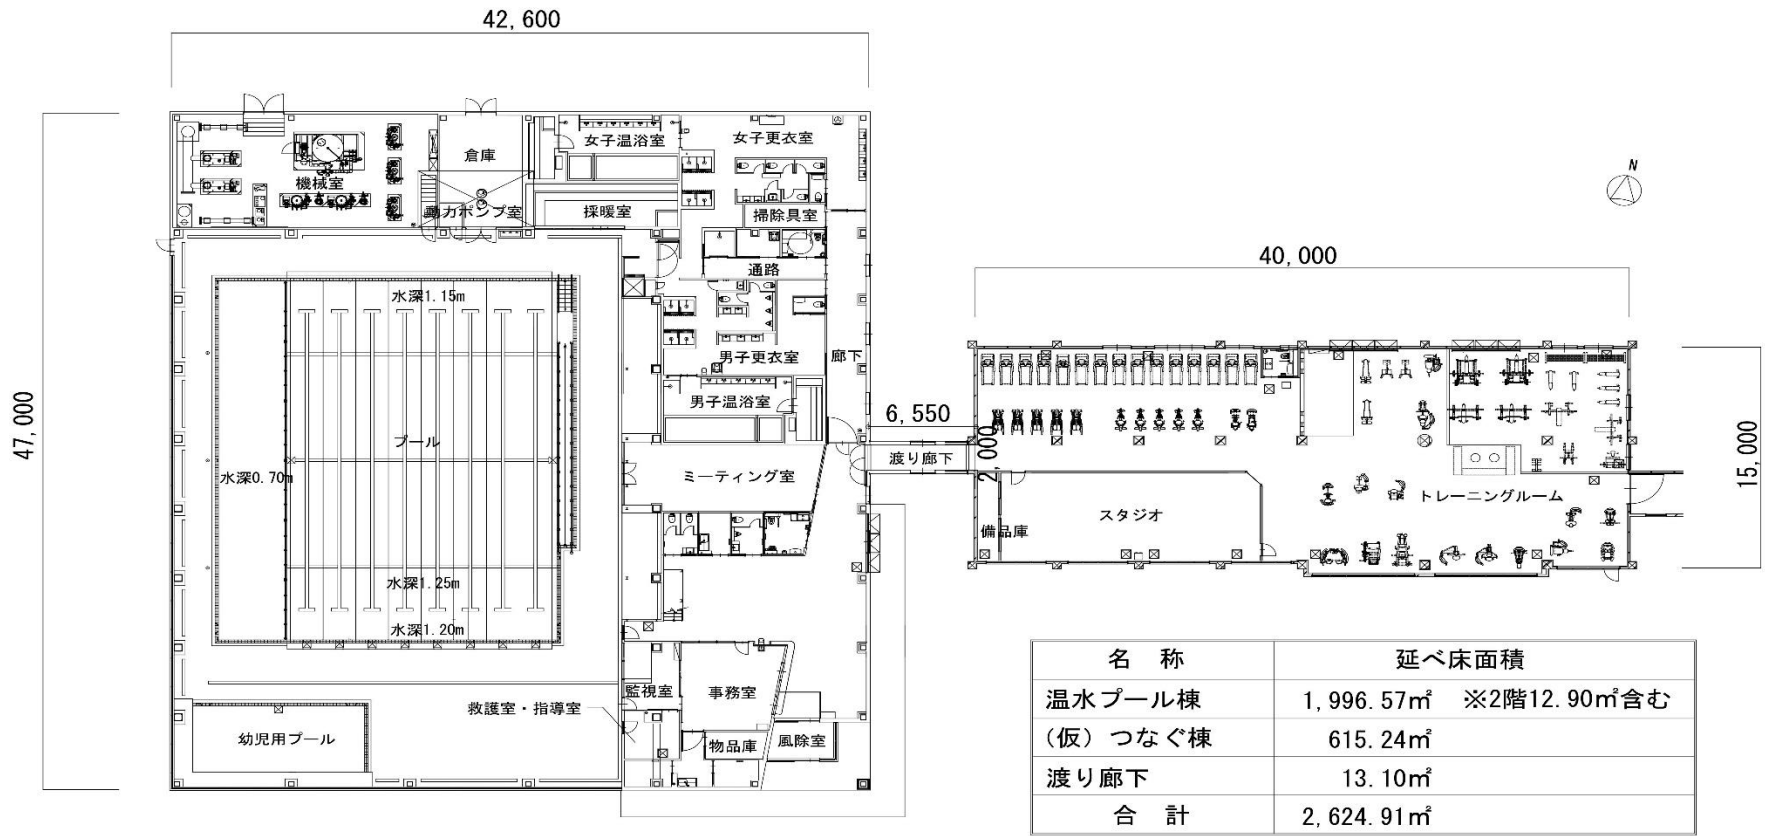 42,600
47,000
女子温浴室
女子更衣室
倉庫
機械室
動力ポンプ室
採暖室
掃除具室
通路
水深1.15m
男子更衣室
廊下
男子温浴室
プール
水深0.70m
ミーティング室
水深1.25m
水深1.20m
監視室
事務室
救護室・指導室
幼児用プール
物品庫
風除室
N
40,000
6,550
渡り廊下
2,000
15,000
トレーニングルーム
スタジオ
備品庫
名 称 延べ床面積
温水プール棟 1,996.57㎡ ※2階12.90㎡含む
(仮)つなぐ棟 615.24㎡
渡り廊下 13.10㎡
合 計 2,624.91㎡